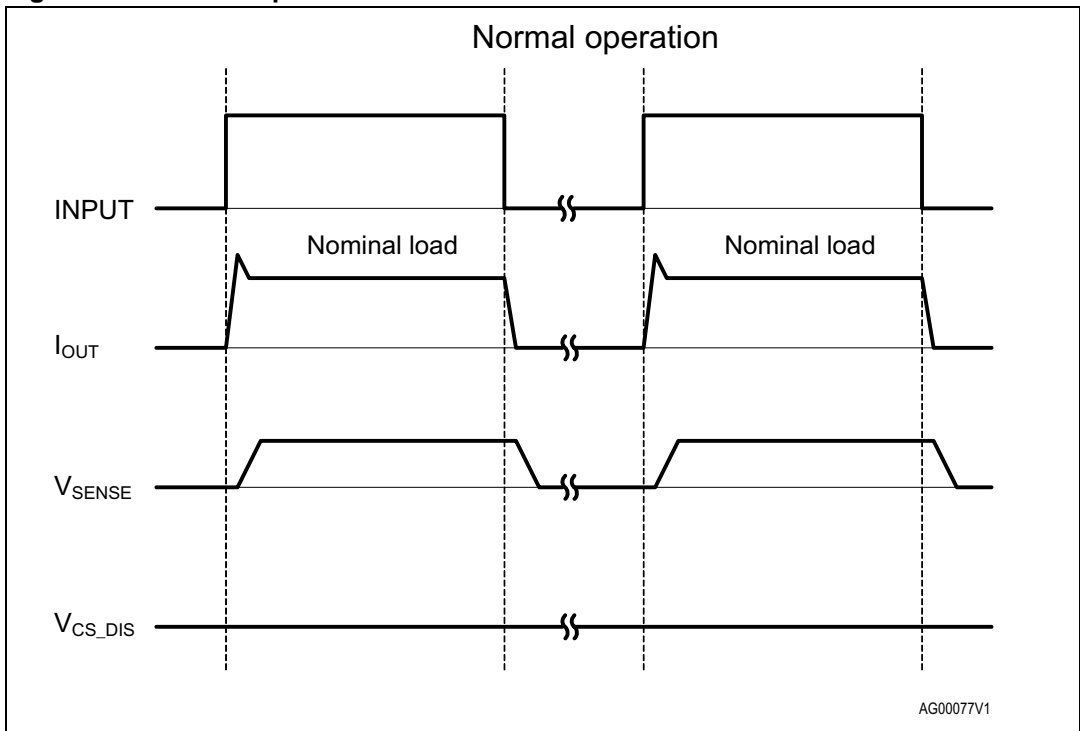 Normal operation
INPUT
Nominal load
Nominal load
IOUT
VSENSE
VCS_DIS
AG00077V1